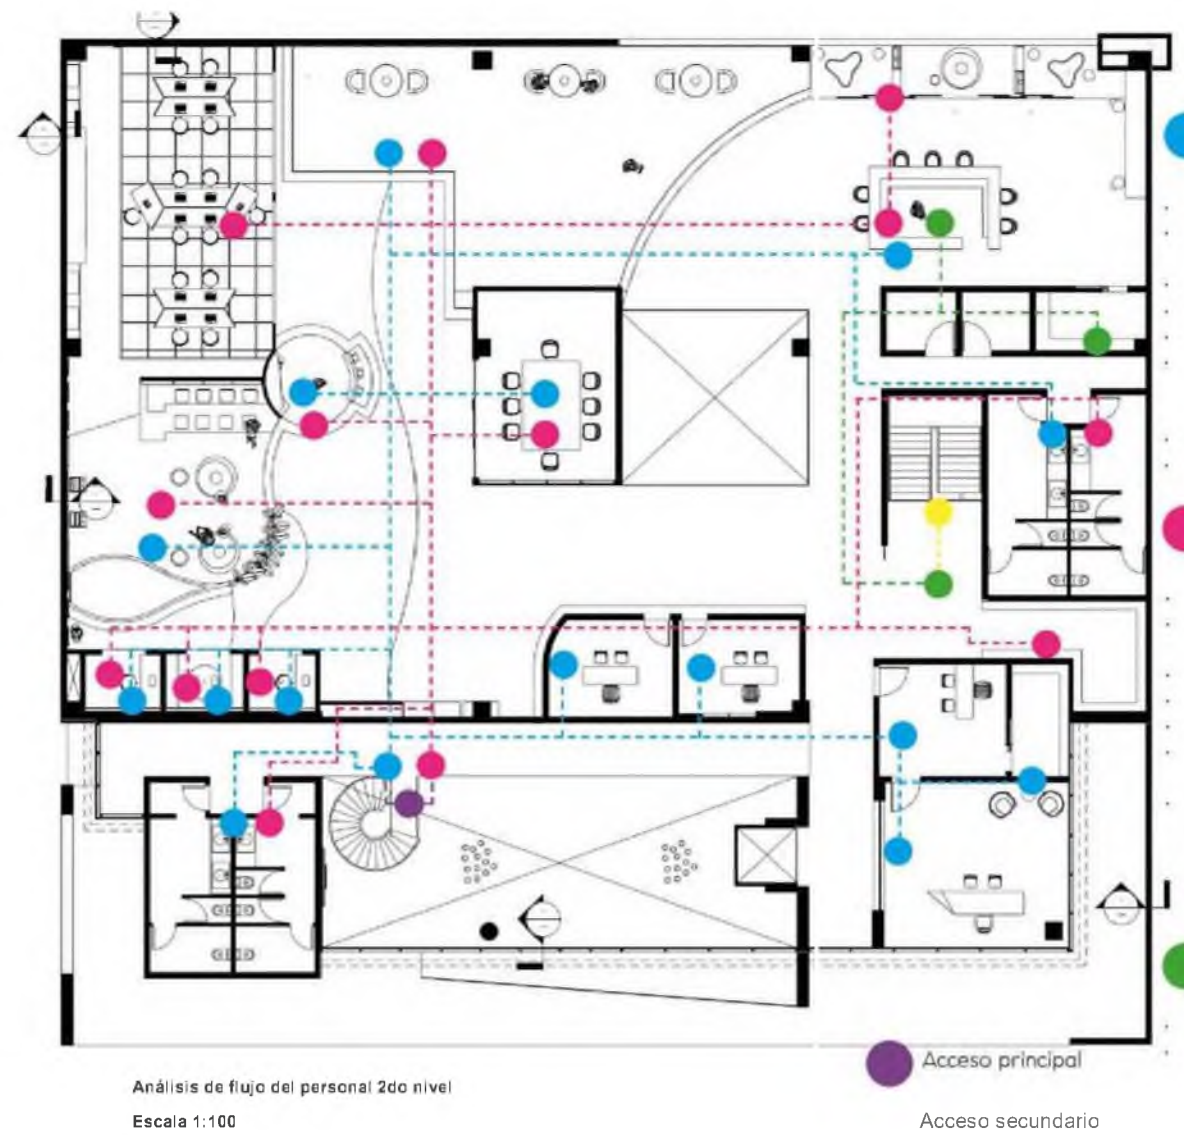 Acceso principal
Análisis de flujo del personal 2do nivel
Escala 1:100
Acceso secundario